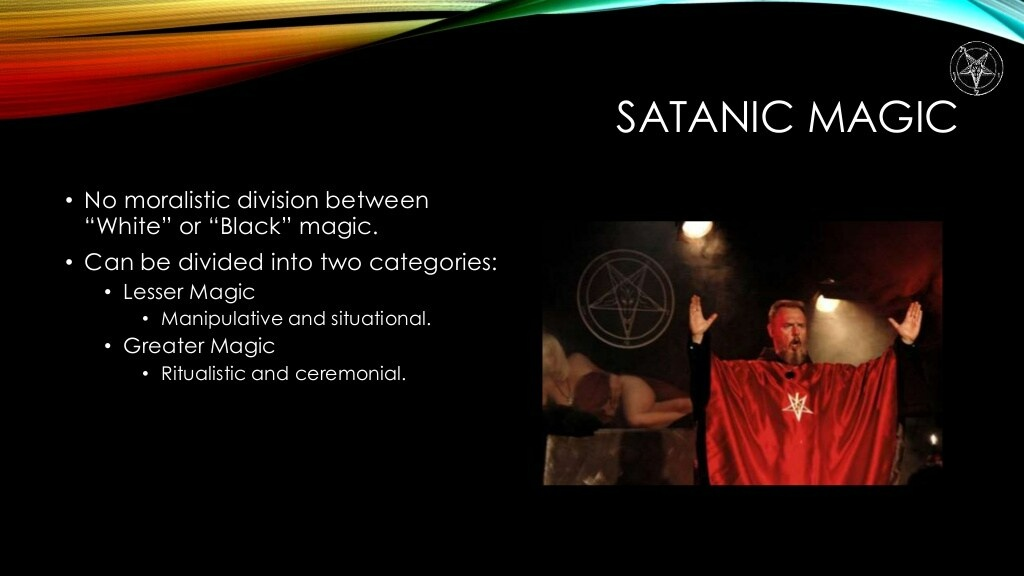 SATANIC MAGIC
• No moralistic division between
“White” or “Black” magic.
• Can be divided into two categories:
• Lesser Magic
• Manipulative and situational.
• Greater Magic
• Ritualistic and ceremonial.